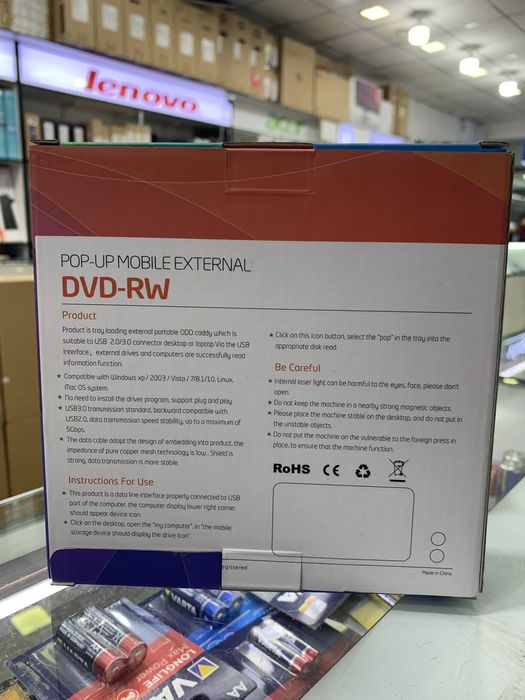 lenovo
POP-UP MOBILE EXTERNAL
DVD-RW
Product
Product is tray loading external portable ODD caddy which is
suitable to USB 2.0/3.0 connector desktop or laptop Via the USB
Interface, external drives and computers are successfully read
information function.
★ Compatible with Windows xp / 2003 / Vista / 7/8.1/10, Linux,
Mac OS system.
★ No need to install the driver program, support plug and play.
★ USB3.0 transmission standard, backward compatible with
USB2.0, data transmission speed stability, up to a maximum of
5Gbps.
★ The data cable adopt the design of embedding into product, the
impedance of pure copper mesh technology is low. Shield is
strong, data transmission is more stable.
Instructions For Use
★ This product is a data line interface properly connected to USB
port of the computer, the computer display lower right corner
should appear device icon.
★ Click on the desktop, open the "my computer", in "the mobile
storage device should display the drive icon".
★ Click on this icon button, select the "pop" in the tray into the
appropriate disk read.
Be Careful
★ Internal laser light can be harmful to the eyes, face, please don't
open.
★ Do not keep the machine in a nearby strong magnetic objects.
★ Please place the machine stable on the desktop, and do not put in
the unstable objects.
★ Do not put the machine on the vulnerable to the foreign press in
place, to ensure that the machine function.
RoHS CE
Made in China
egistered
VARTA
LONGLIFE
Max Power
VA
AA